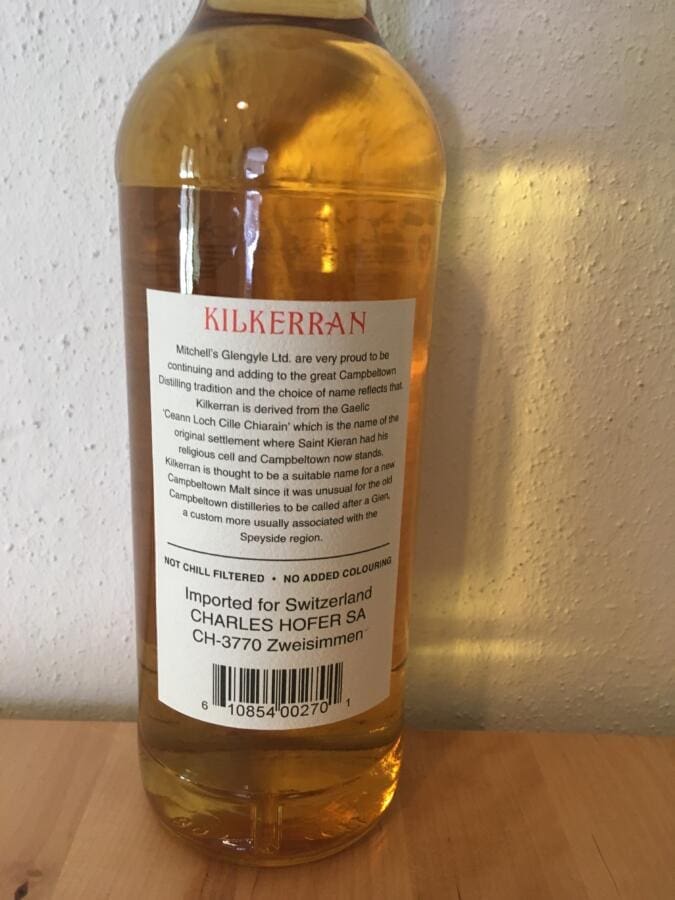 KILKERRAN
Mitchell's Glengyle Ltd. are very proud to be
continuing and adding to the great Campbeltown
Distilling tradition and the choice of name reflects that.
Kilkerran is derived from the Gaelic
'Ceann Loch Cille Chiarain' which is the name of the
original settlement where Saint Kieran had his
religious cell and Campbeltown now stands.
Kilkerran is thought to be a suitable name for a new
Campbeltown Malt since it was unusual for the old
Campbeltown distilleries to be called after a Glen,
a custom more usually associated with the
Speyside region.
NOT CHILL FILTERED • NO ADDED COLOURING
Imported for Switzerland
CHARLES HOFER SA
CH-3770 Zweisimmen
6 10854 00270 1